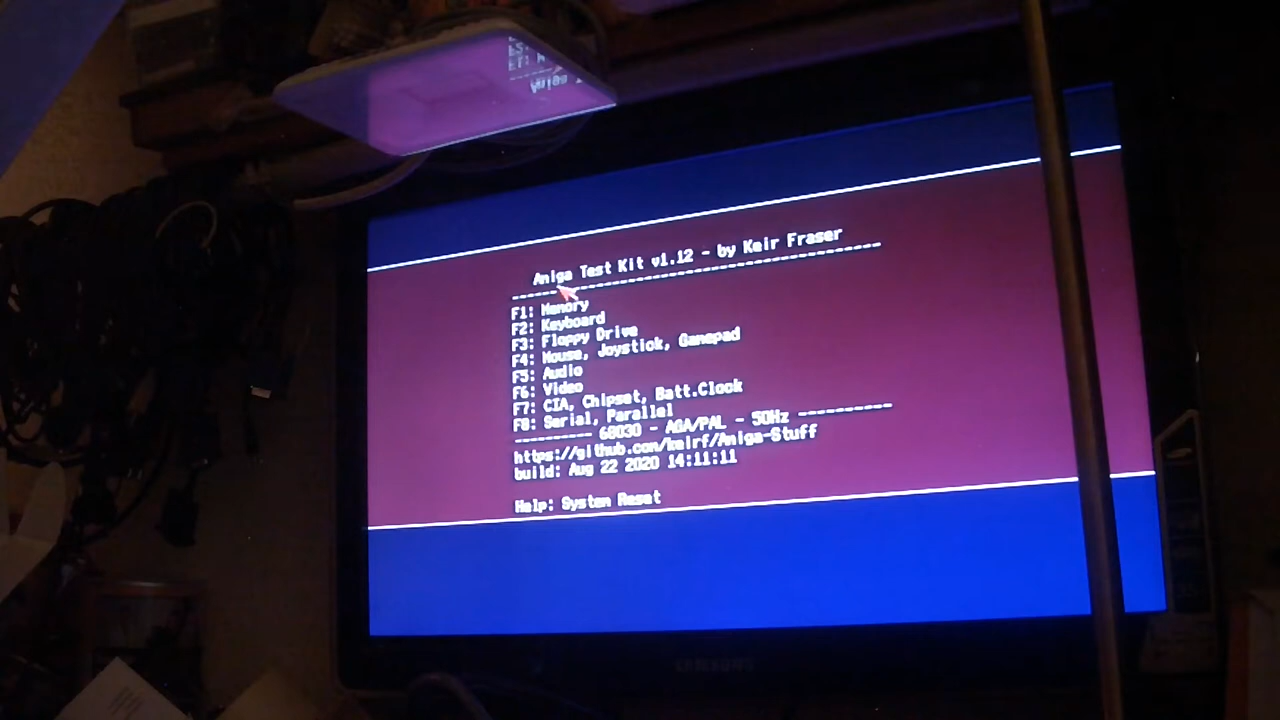 Amiga Test Kit v1.12 - by Keir Fraser
------------------------------------------------
F1: Memory
F2: Keyboard
F3: Floppy Drive
F4: Mouse, Joystick, Gamepad
F5: Audio
F6: Video
F7: CIA, Chipset, Batt.Clock
F8: Serial, Parallel
---------- 68030 - AGA/PAL - 50Hz ------------
https://github.com/keirf/Amiga-Stuff
build: Aug 22 2020 14:11:11
Help: System Reset
SAMSUNG